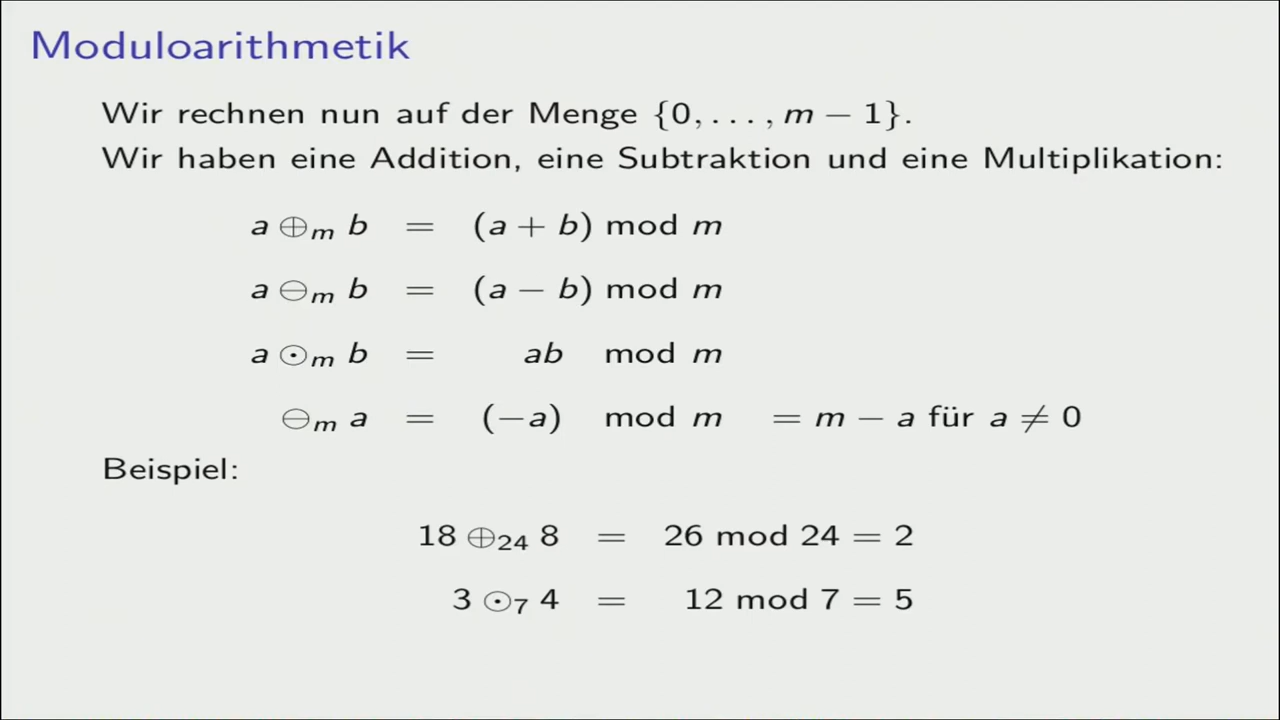 Moduloarithmetik
Wir rechnen nun auf der Menge {0, . . . , m − 1}.
Wir haben eine Addition, eine Subtraktion und eine Multiplikation:
a ⊕ₘ b = (a + b) mod m
a ⊖ₘ b = (a − b) mod m
a ⊙ₘ b = ab mod m
⊖ₘ a = (−a) mod m = m − a für a ≠ 0
Beispiel:
18 ⊕₂₄ 8 = 26 mod 24 = 2
3 ⊙₇ 4 = 12 mod 7 = 5